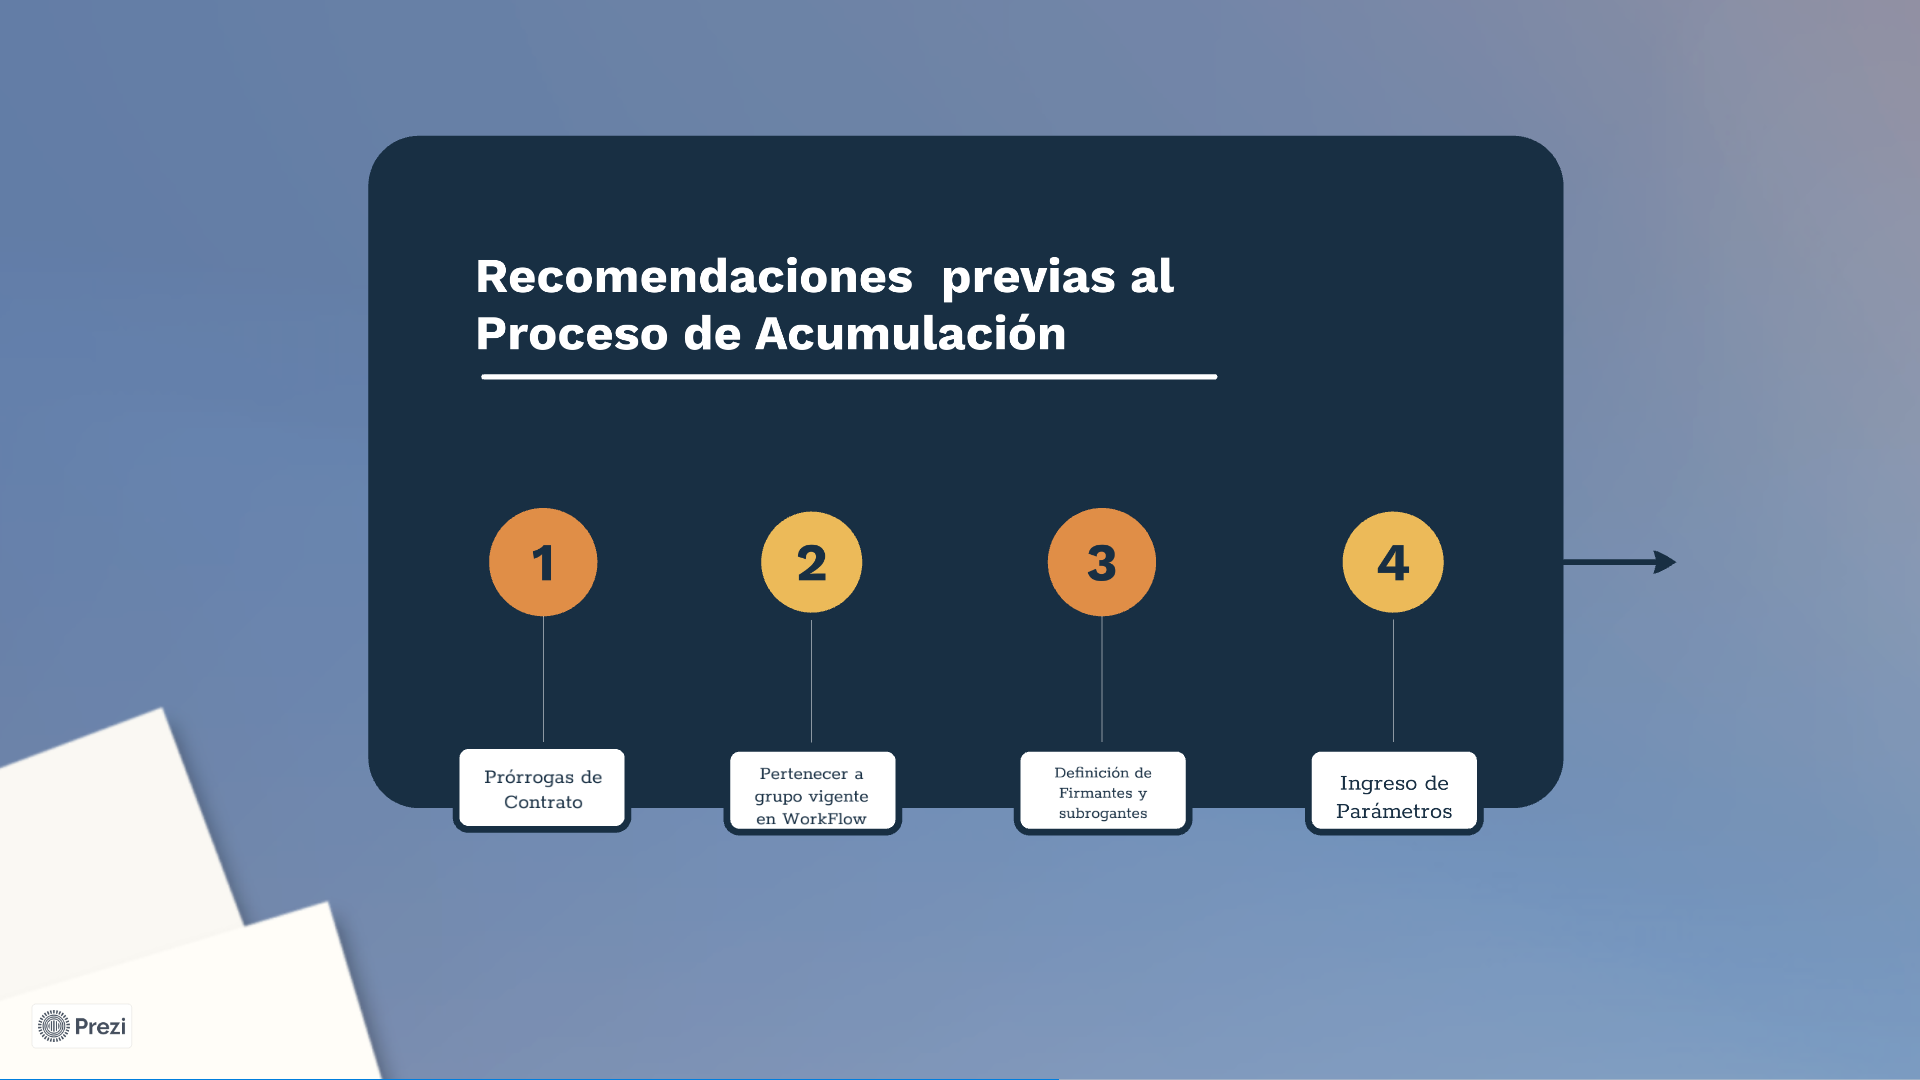 Recomendaciones  previas al
Proceso de Acumulación
1
2
3
4
Prórrogas de
Contrato
Pertenecer a
grupo vigente
en WorkFlow
Definición de
Firmantes y
subrogantes
Ingreso de
Parámetros
Prezi